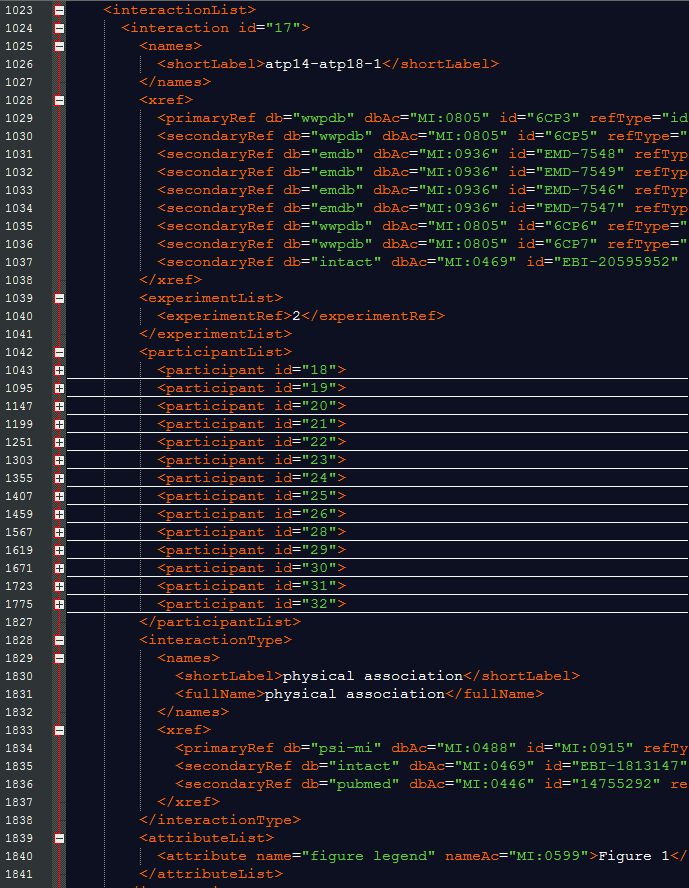 1023 <interactionList>
1024 <interaction id="17">
1025 <names>
1026 <shortLabel>atp14-atp18-1</shortLabel>
1027 </names>
1028 <xref>
1029 <primaryRef db="wwpdb" dbAc="MI:0805" id="6CP3" refType="id
1030 <secondaryRef db="wwpdb" dbAc="MI:0805" id="6CP5" refType="
1031 <secondaryRef db="emdb" dbAc="MI:0936" id="EMD-7548" refTyp
1032 <secondaryRef db="emdb" dbAc="MI:0936" id="EMD-7549" refTyp
1033 <secondaryRef db="emdb" dbAc="MI:0936" id="EMD-7546" refTyp
1034 <secondaryRef db="emdb" dbAc="MI:0936" id="EMD-7547" refTyp
1035 <secondaryRef db="wwpdb" dbAc="MI:0805" id="6CP6" refType="
1036 <secondaryRef db="wwpdb" dbAc="MI:0805" id="6CP7" refType="
1037 <secondaryRef db="intact" dbAc="MI:0469" id="EBI-20595952"
1038 </xref>
1039 <experimentList>
1040 <experimentRef>2</experimentRef>
1041 </experimentList>
1042 <participantList>
1043 <participant id="18">
1095 <participant id="19">
1147 <participant id="20">
1199 <participant id="21">
1251 <participant id="22">
1303 <participant id="23">
1355 <participant id="24">
1407 <participant id="25">
1459 <participant id="26">
1567 <participant id="28">
1619 <participant id="29">
1671 <participant id="30">
1723 <participant id="31">
1775 <participant id="32">
1827 </participantList>
1828 <interactionType>
1829 <names>
1830 <shortLabel>physical association</shortLabel>
1831 <fullName>physical association</fullName>
1832 </names>
1833 <xref>
1834 <primaryRef db="psi-mi" dbAc="MI:0488" id="MI:0915" refTy
1835 <secondaryRef db="intact" dbAc="MI:0469" id="EBI-1813147"
1836 <secondaryRef db="pubmed" dbAc="MI:0446" id="14755292" re
1837 </xref>
1838 </interactionType>
1839 <attributeList>
1840 <attribute name="figure legend" nameAc="MI:0599">Figure 1</
1841 </attributeList>